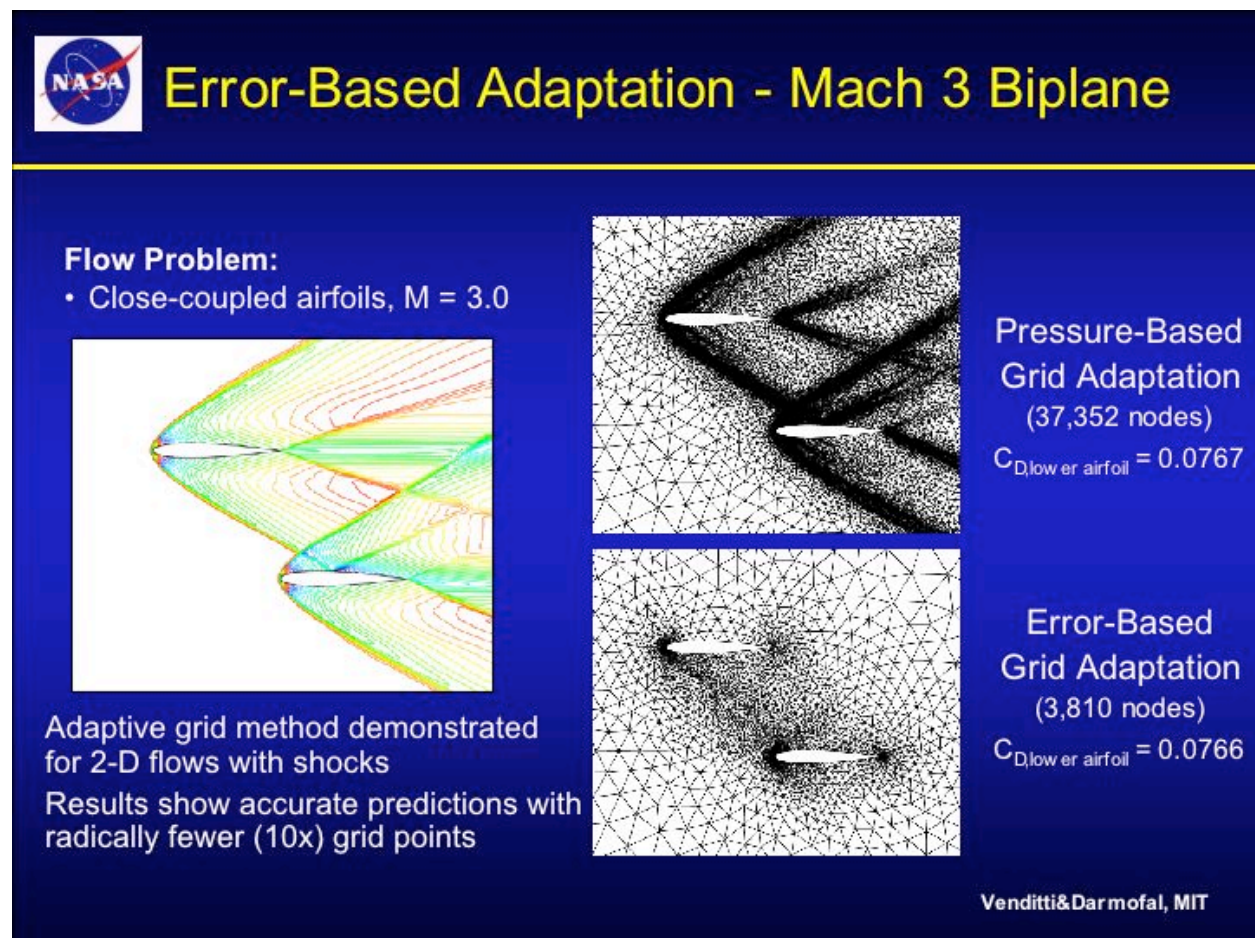 NASA
Error-Based Adaptation - Mach 3 Biplane
Flow Problem:
• Close-coupled airfoils, M = 3.0
Adaptive grid method demonstrated
for 2-D flows with shocks
Results show accurate predictions with
radically fewer (10x) grid points
Pressure-Based
Grid Adaptation
(37,352 nodes)
C_D,lower airfoil = 0.0767
Error-Based
Grid Adaptation
(3,810 nodes)
C_D,lower airfoil = 0.0766
Venditti&Darmofal, MIT